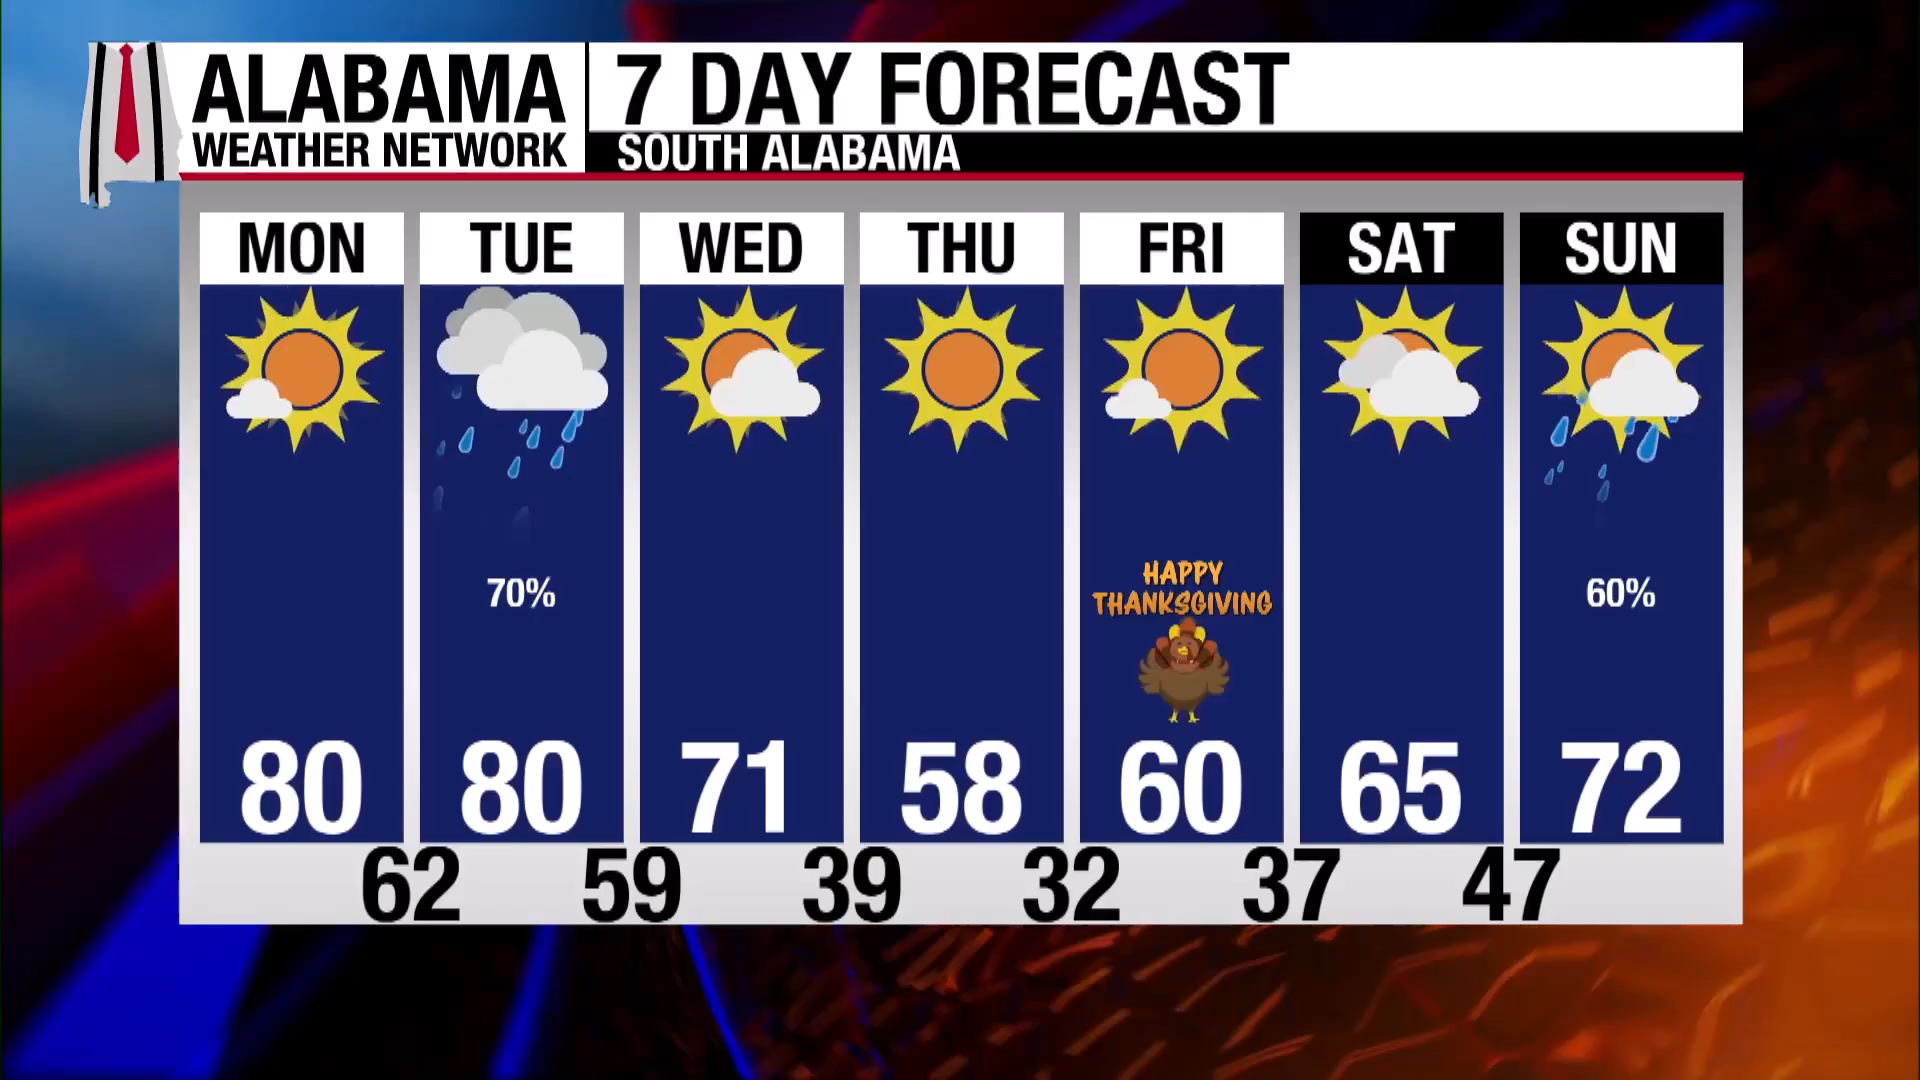 ALABAMA
WEATHER NETWORK
7 DAY FORECAST
SOUTH ALABAMA
MON TUE WED THU FRI SAT SUN
70% 60%
HAPPY
THANKSGIVING
80 80 71 58 60 65 72
62 59 39 32 37 47